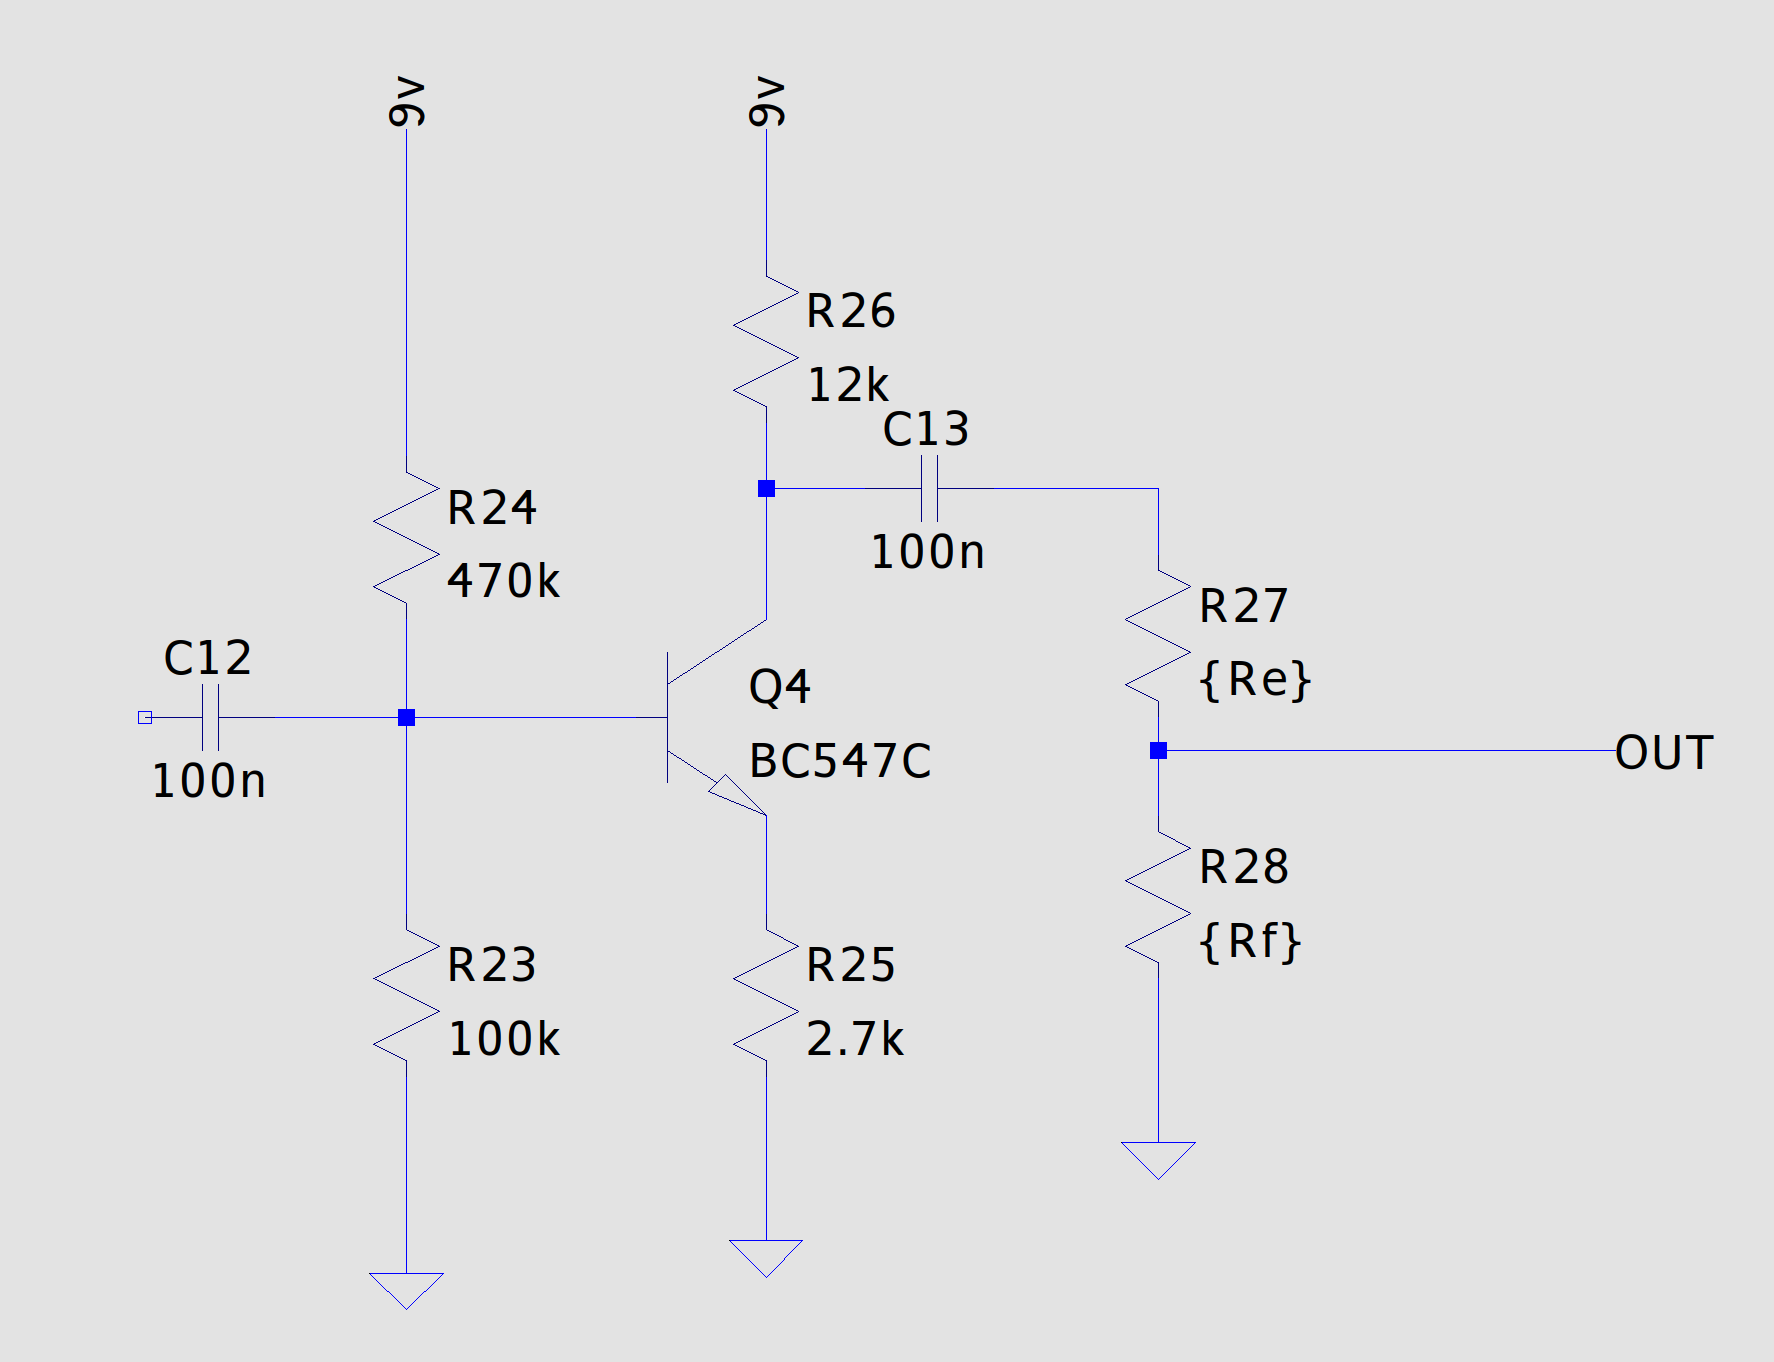 9v
9v
R26
12k
C13
100n
R24
470k
R27
{Re}
C12
100n
Q4
BC547C
OUT
R28
{Rf}
R23
100k
R25
2.7k